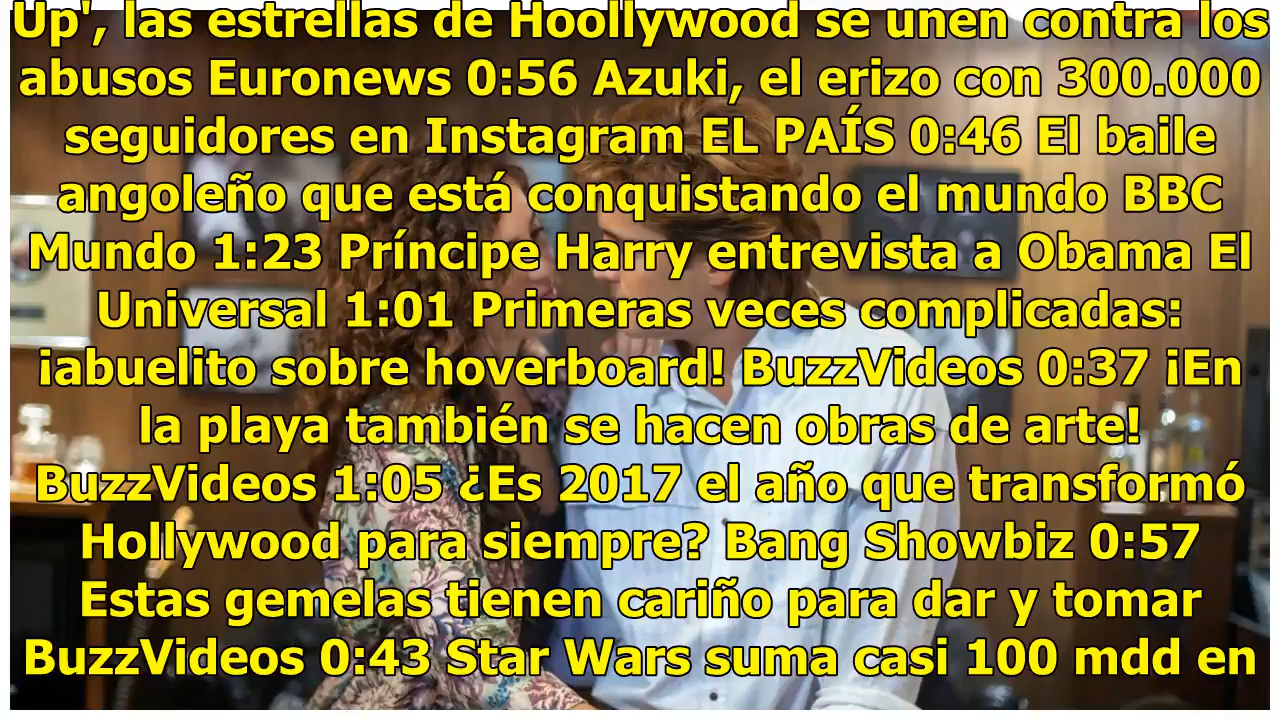 Up', las estrellas de Hoollywood se unen contra los
abusos Euronews 0:56 Azuki, el erizo con 300.000
seguidores en Instagram EL PAÍS 0:46 El baile
angoleño que está conquistando el mundo BBC
Mundo 1:23 Príncipe Harry entrevista a Obama El
Universal 1:01 Primeras veces complicadas:
¡abuelito sobre hoverboard! BuzzVideos 0:37 ¡En
la playa también se hacen obras de arte!
BuzzVideos 1:05 ¿Es 2017 el año que transformó
Hollywood para siempre? Bang Showbiz 0:57
Estas gemelas tienen cariño para dar y tomar
BuzzVideos 0:43 Star Wars suma casi 100 mdd en